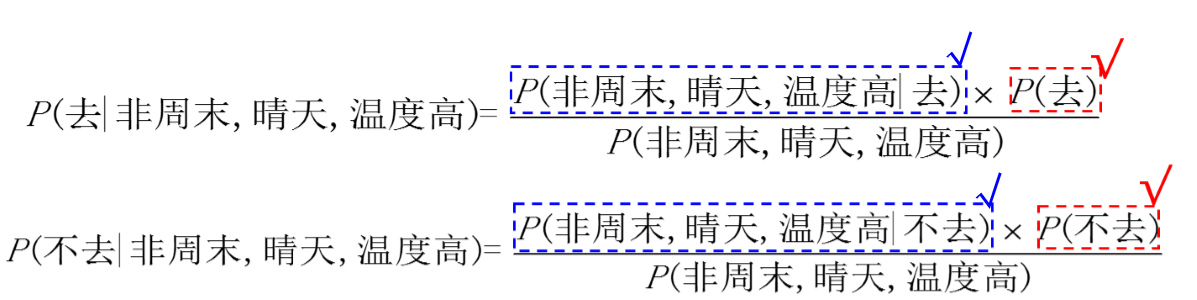 √ √
P(非周末,晴天,温度高|去)× P(去)
P(去|非周末,晴天,温度高)=
P(非周末,晴天,温度高)
√ √
P(非周末,晴天,温度高|不去)× P(不去)
P(不去|非周末,晴天,温度高)=
P(非周末,晴天,温度高)